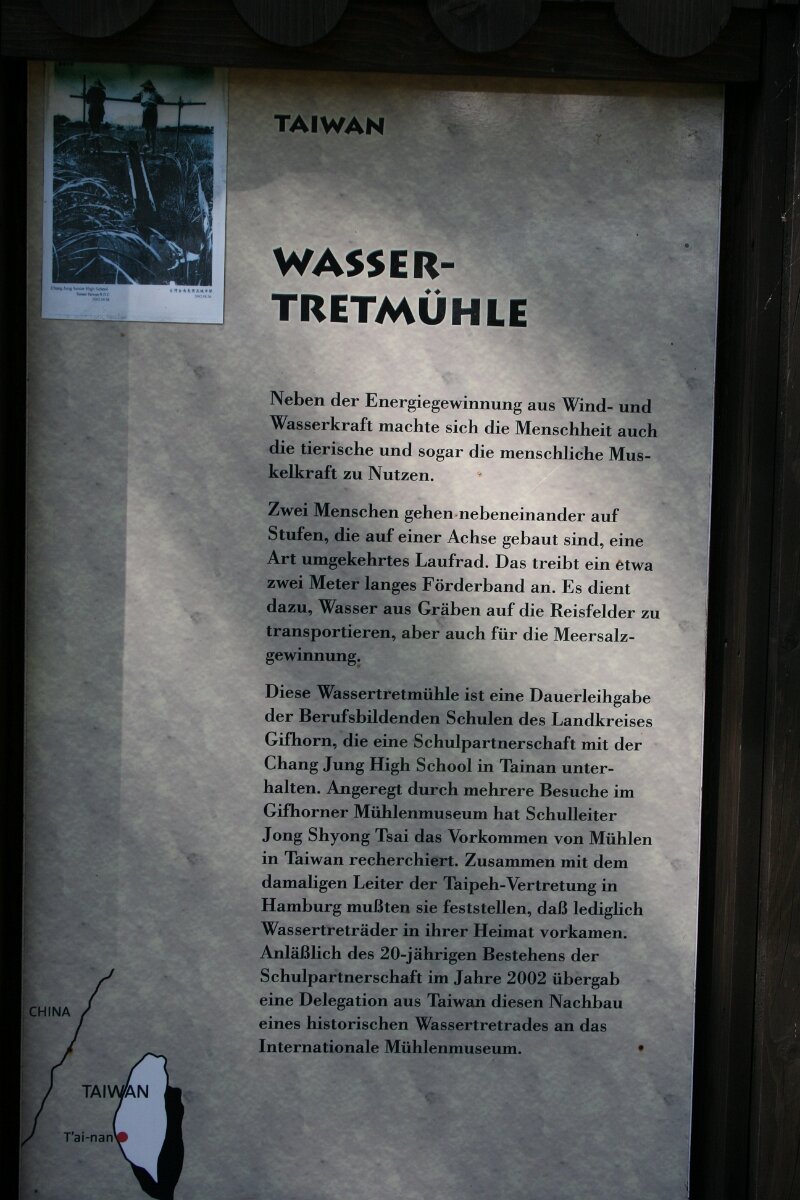 TAIWAN
WASSER-
TRETMÜHLE
Neben der Energiegewinnung aus Wind- und
Wasserkraft machte sich die Menschheit auch
die tierische und sogar die menschliche Mus-
kelkraft zu Nutzen.
Zwei Menschen gehen nebeneinander auf
Stufen, die auf einer Achse gebaut sind, eine
Art umgekehrtes Laufrad. Das treibt ein etwa
zwei Meter langes Förderband an. Es dient
dazu, Wasser aus Gräben auf die Reisfelder zu
transportieren, aber auch für die Meersalz-
gewinnung.
Diese Wassertretmühle ist eine Dauerleihgabe
der Berufsbildenden Schulen des Landkreises
Gifhorn, die eine Schulpartnerschaft mit der
Chang Jung High School in Tainan unter-
halten. Angeregt durch mehrere Besuche im
Gifhorner Mühlenmuseum hat Schulleiter
Jong Shyong Tsai das Vorkommen von Mühlen
in Taiwan recherchiert. Zusammen mit dem
damaligen Leiter der Taipeh-Vertretung in
Hamburg mußten sie feststellen, daß lediglich
Wassertreträder in ihrer Heimat vorkamen.
Anläßlich des 20-jährigen Bestehens der
Schulpartnerschaft im Jahre 2002 übergab
eine Delegation aus Taiwan diesen Nachbau
eines historischen Wassertretrades an das
Internationale Mühlenmuseum.
CHINA
TAIWAN
T'ai-nan